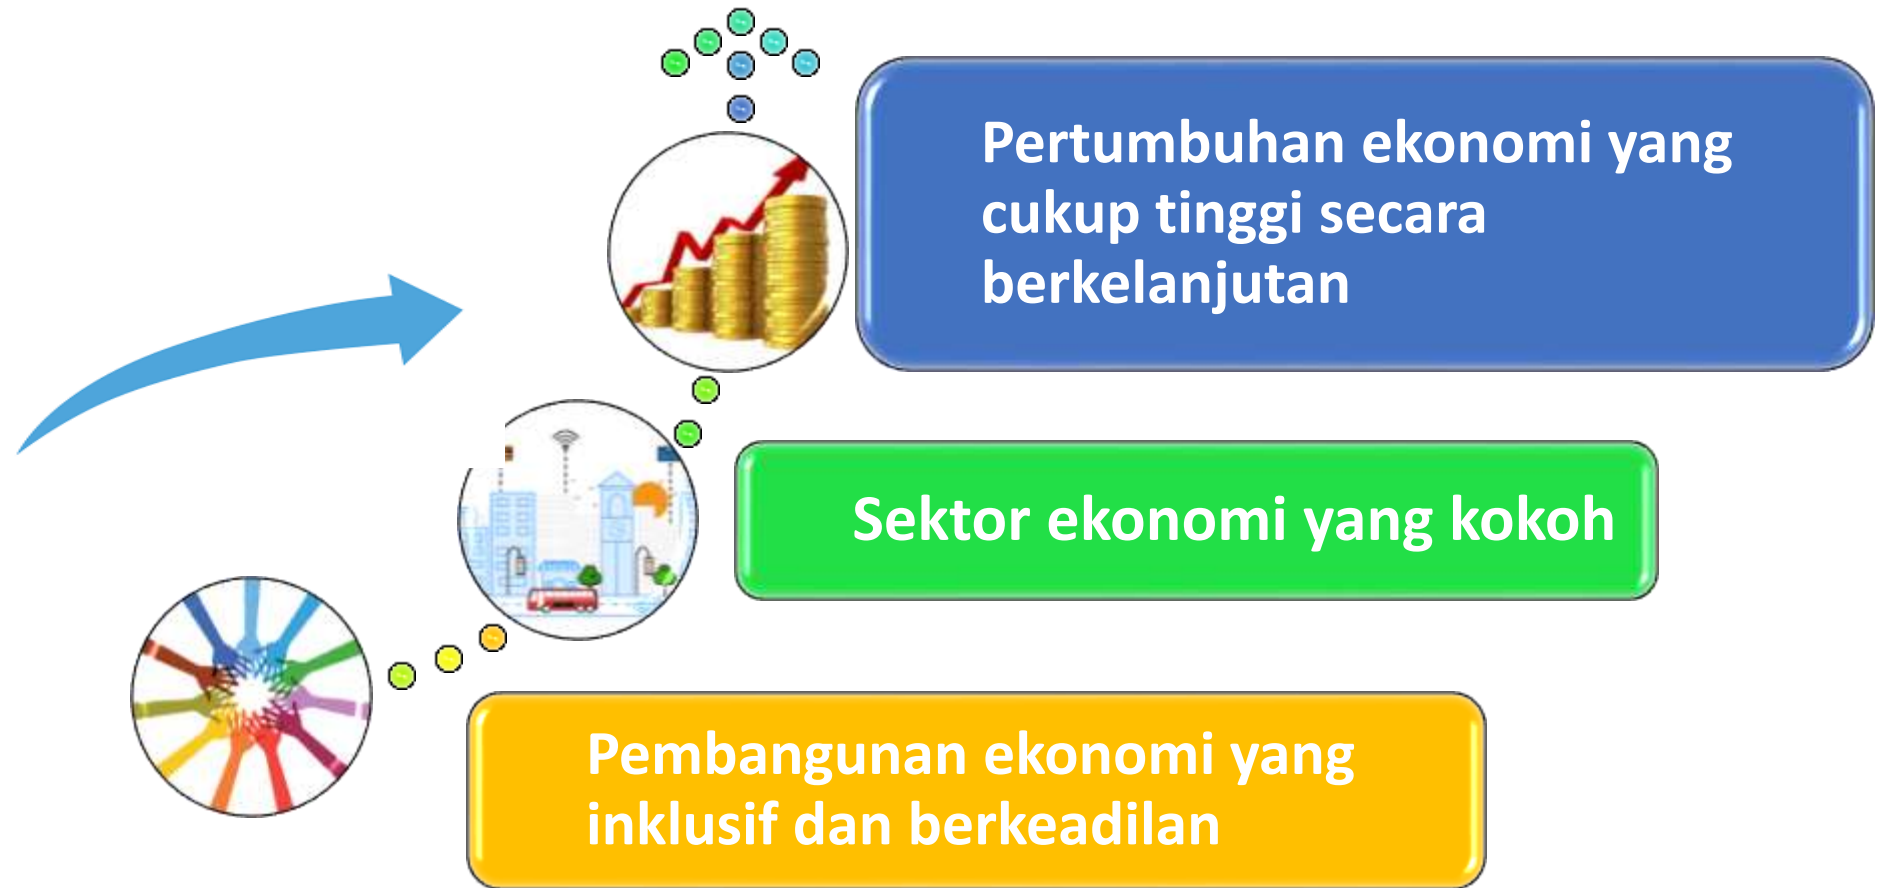 Pertumbuhan ekonomi yang
cukup tinggi secara
berkelanjutan
Sektor ekonomi yang kokoh
Pembangunan ekonomi yang
inklusif dan berkeadilan